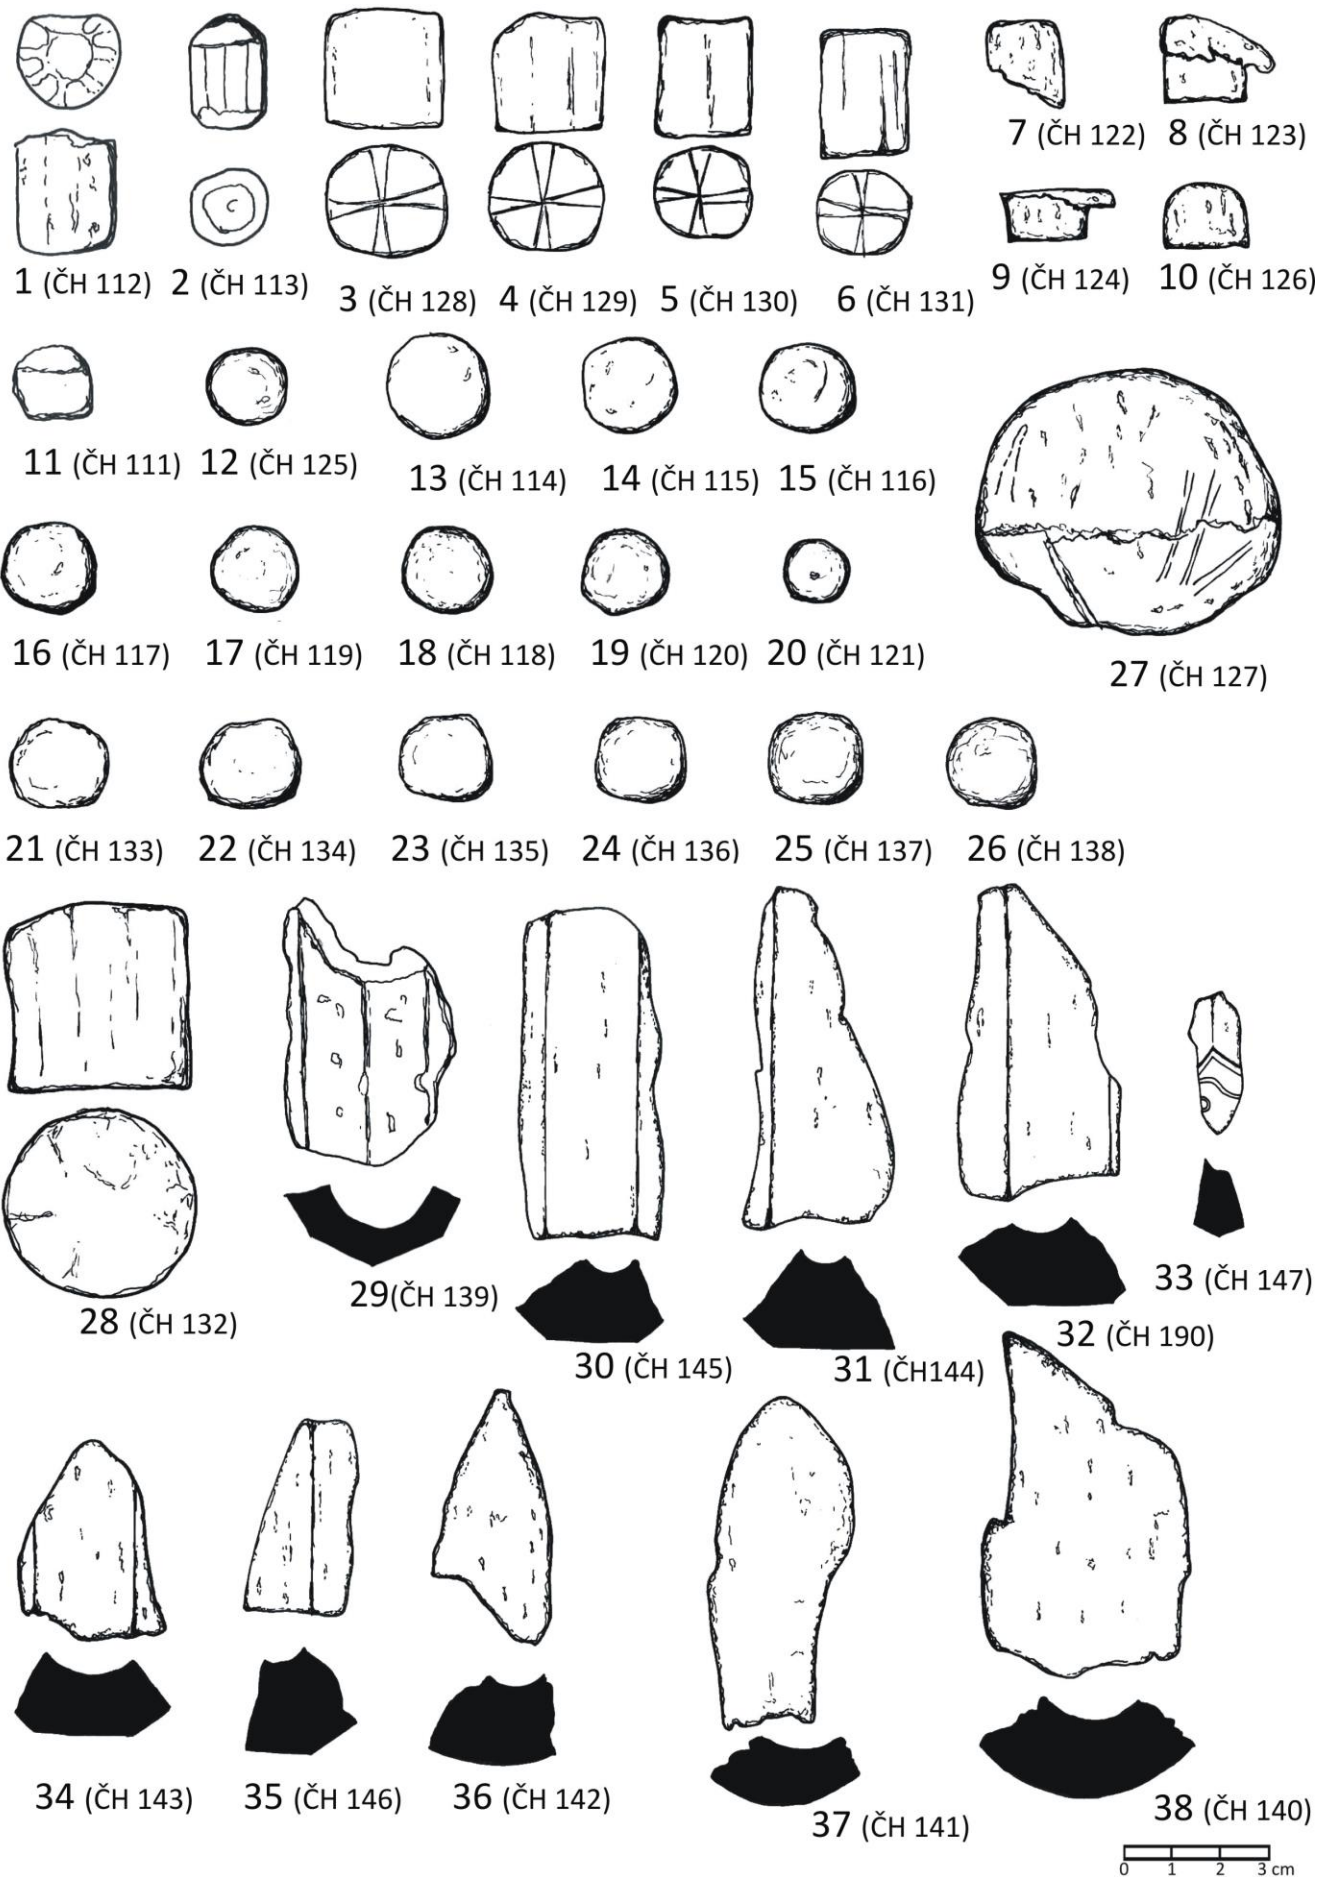 1 (ČH 112) 2 (ČH 113)
3 (ČH 128) 4 (ČH 129) 5 (ČH 130) 6 (ČH 131)
7 (ČH 122) 8 (ČH 123)
9 (ČH 124) 10 (ČH 126)
11 (ČH 111) 12 (ČH 125)
13 (ČH 114) 14 (ČH 115) 15 (ČH 116)
16 (ČH 117) 17 (ČH 119) 18 (ČH 118) 19 (ČH 120) 20 (ČH 121)
27 (ČH 127)
21 (ČH 133) 22 (ČH 134) 23 (ČH 135) 24 (ČH 136) 25 (ČH 137) 26 (ČH 138)
28 (ČH 132)
29(ČH 139)
30 (ČH 145)
31 (ČH144)
32 (ČH 190)
33 (ČH 147)
34 (ČH 143) 35 (ČH 146) 36 (ČH 142)
37 (ČH 141)
38 (ČH 140)
0 1 2 3 cm